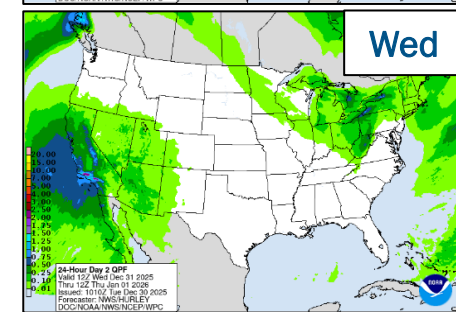 Wed
20.00
15.00
10.00
7.00
5.00
4.00
3.00
2.50
2.00
1.75
1.50
1.25
1.00
0.75
0.50
0.25
0.10
0.01
24-Hour Day 2 QPF
Valid 12Z Wed Dec 31 2025
Thru 12Z Thu Jan 01 2026
Issued: 1010Z Tue Dec 30 2025
Forecaster: NWS/HURLEY
DOC/NOAA/NWS/NCEP/WPC
NOAA